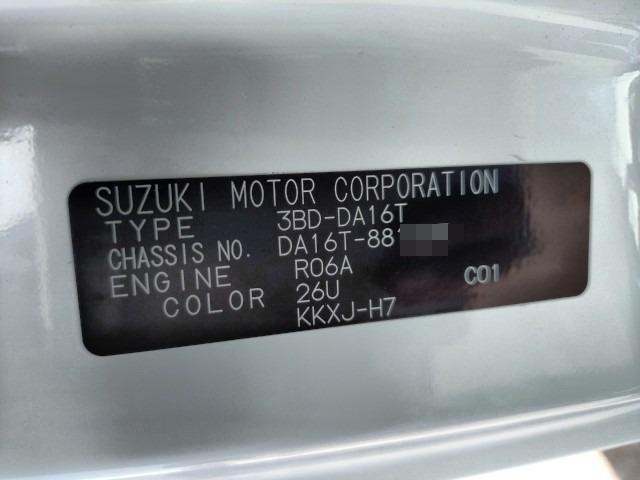 SUZUKI MOTOR CORPORATION
TYPE 3BD-DA16T
CHASSIS NO. DA16T-881
ENGINE R06A
COLOR 26U C01
KKXJ-H7